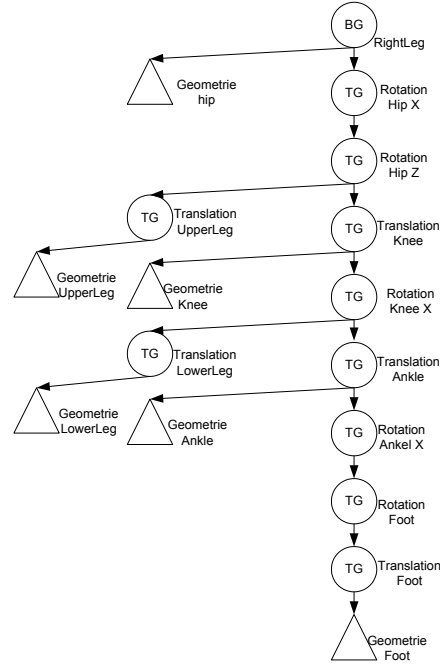 BG
RightLeg
Geometrie
hip
TG
Rotation
Hip X
TG
Rotation
Hip Z
TG
Translation
UpperLeg
TG
Translation
Knee
Geometrie
UpperLeg
Geometrie
Knee
TG
Rotation
Knee X
TG
Translation
LowerLeg
TG
Translation
Ankle
Geometrie
LowerLeg
Geometrie
Ankle
TG
Rotation
Ankel X
TG
Rotation
Foot
TG
Translation
Foot
Geometrie
Foot